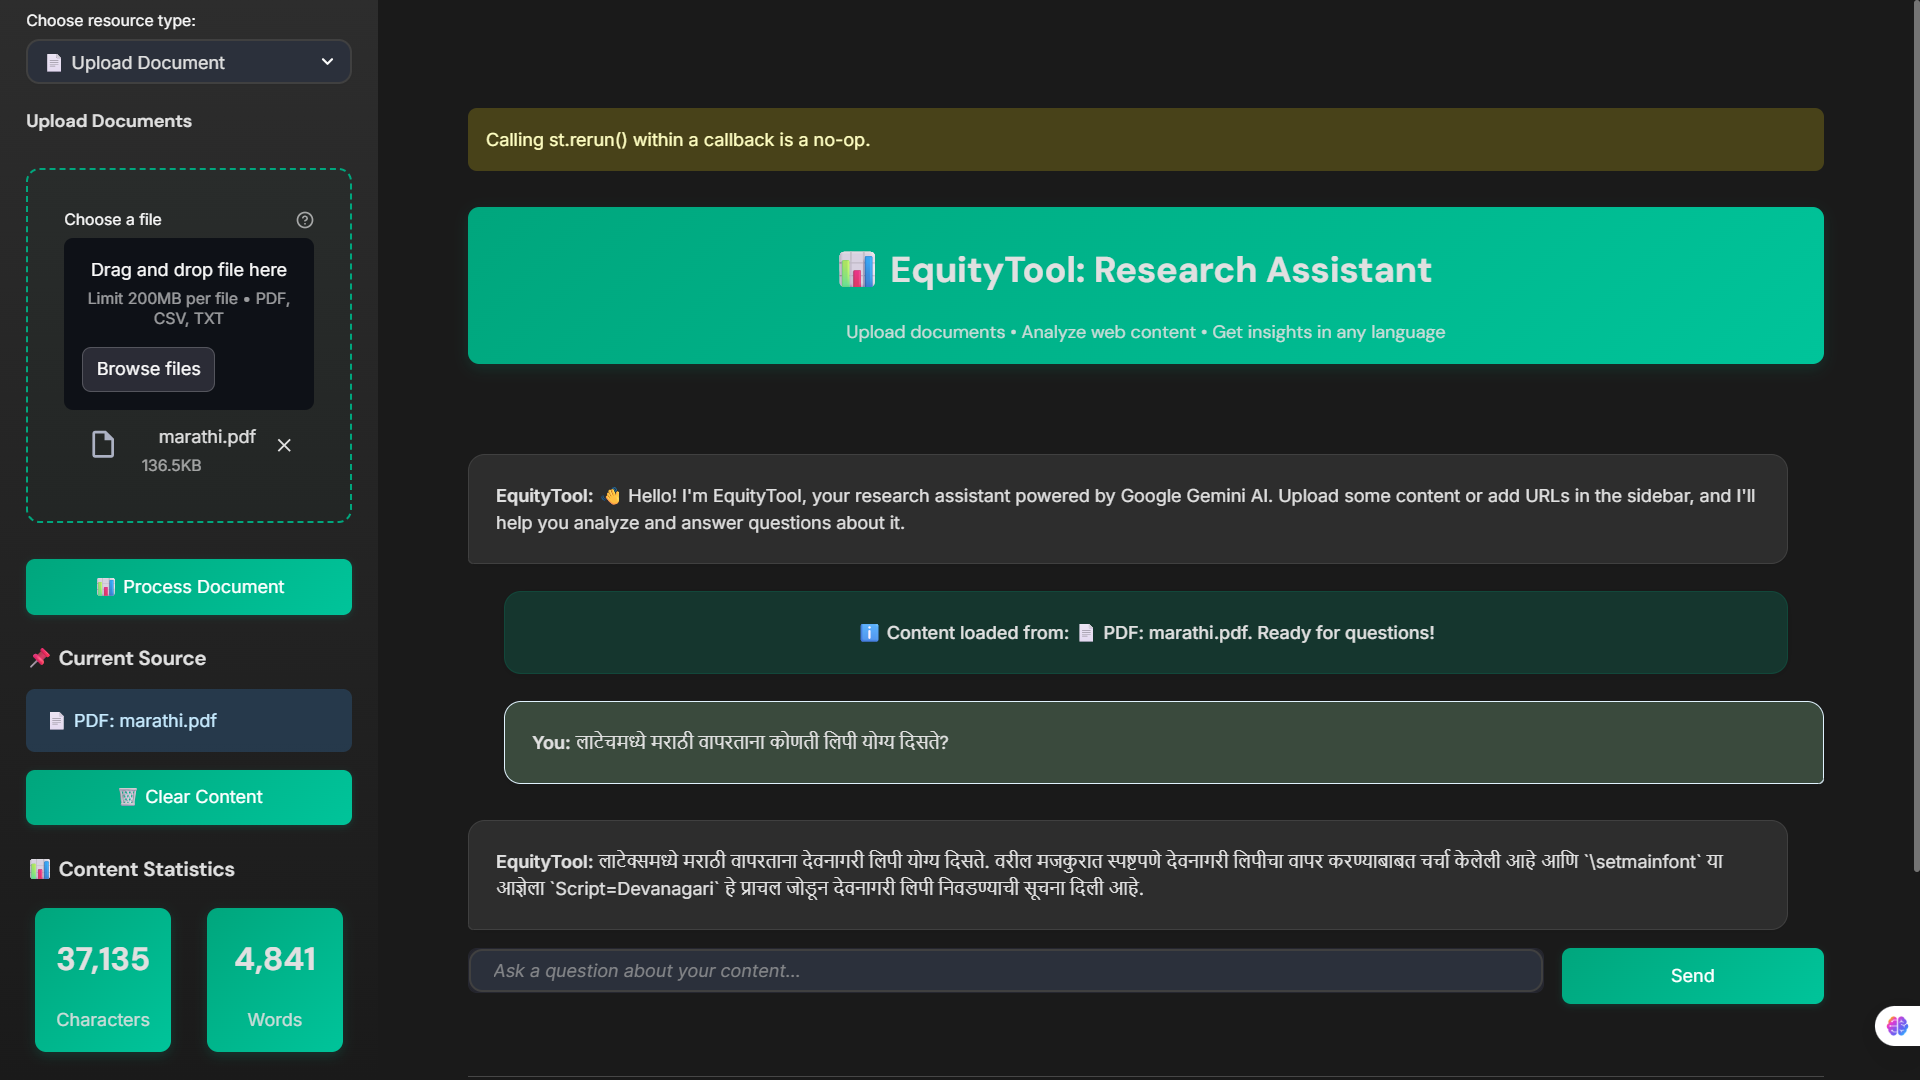 Choose resource type:
Upload Document
Upload Documents
Choose a file
Drag and drop file here
Limit 200MB per file • PDF,
CSV, TXT
Browse files
marathi.pdf
136.5KB
Process Document
Current Source
PDF: marathi.pdf
Clear Content
Content Statistics
37,135
Characters
4,841
Words
Calling st.rerun() within a callback is a no-op.
EquityTool: Research Assistant
Upload documents • Analyze web content • Get insights in any language
EquityTool: 👋 Hello! I'm EquityTool, your research assistant powered by Google Gemini AI. Upload some content or add URLs in the sidebar, and I'll
help you analyze and answer questions about it.
Content loaded from: PDF: marathi.pdf. Ready for questions!
You: लाटेचमध्ये मराठी वापरताना कोणती लिपी योग्य दिसते?
EquityTool: लाटेक्समध्ये मराठी वापरताना देवनागरी लिपी योग्य दिसते. वरील मजकुरात स्पष्टपणे देवनागरी लिपीचा वापर करण्याबाबत चर्चा केलेली आहे आणि `\setmainfont` या
आज्ञेला `Script=Devanagari` हे प्राचल जोडून देवनागरी लिपी निवडण्याची सूचना दिली आहे.
Ask a question about your content...
Send